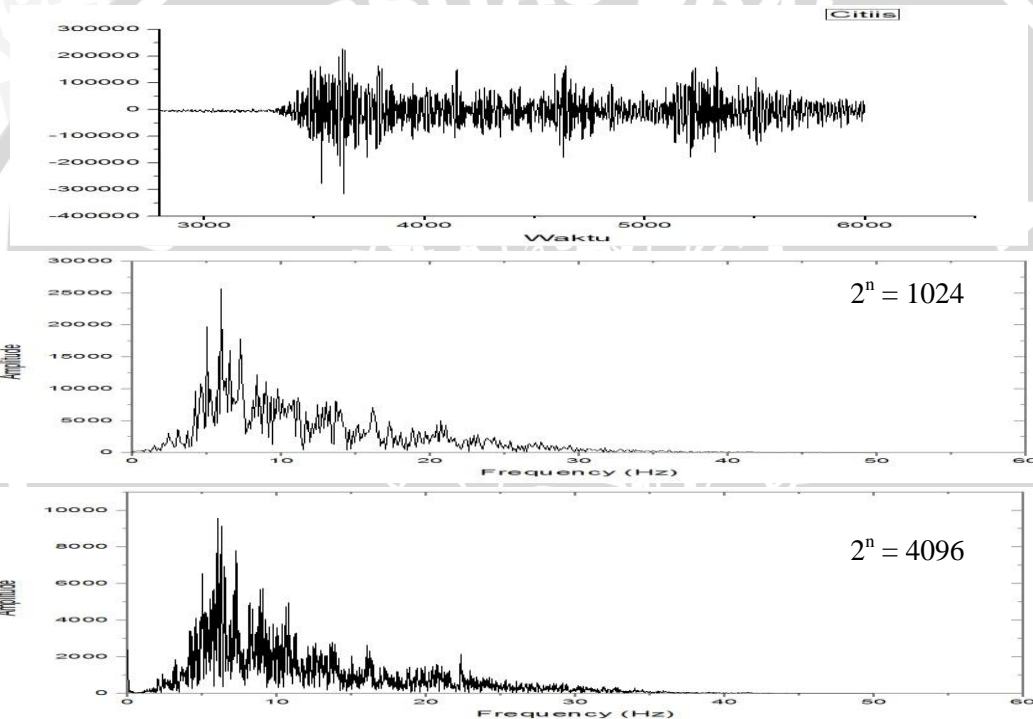 Citiis
300000
200000
100000
0
-100000
-200000
-300000
-400000
3000 4000 5000 6000
Waktu
30000
25000
20000
15000
10000
5000
0
Amplitude
2ⁿ = 1024
0 10 20 30 40 50 60
Frequency (Hz)
10000
8000
6000
4000
2000
0
Amplitude
2ⁿ = 4096
0 10 20 30 40 50 60
Frequency (Hz)